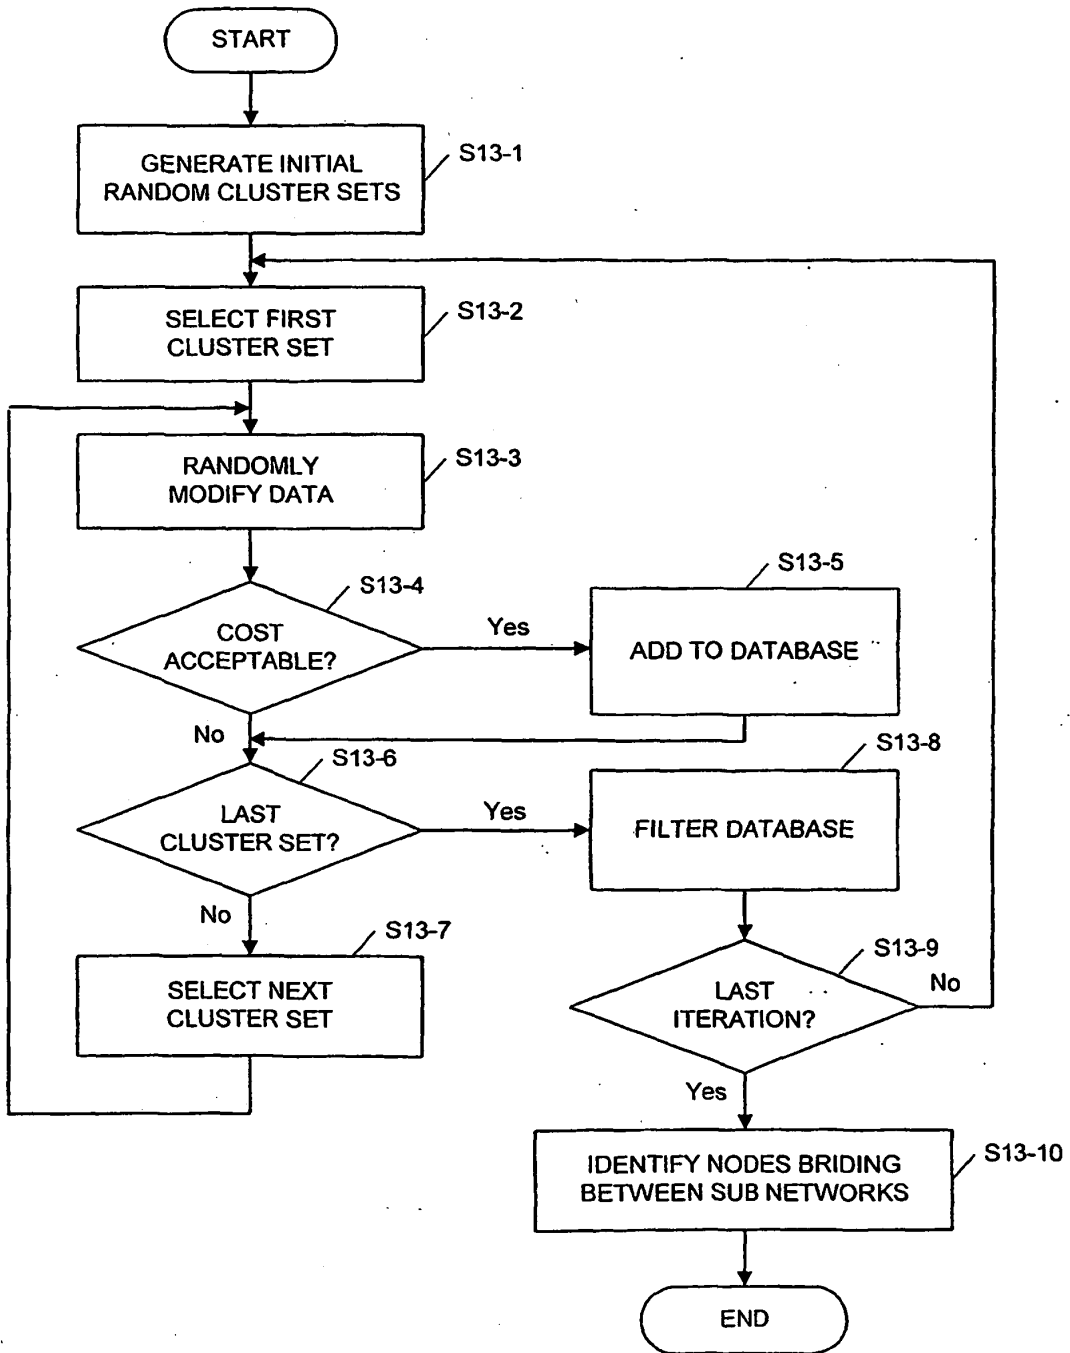 START
GENERATE INITIAL
RANDOM CLUSTER SETS
S13-1
SELECT FIRST
CLUSTER SET
S13-2
RANDOMLY
MODIFY DATA
S13-3
COST
ACCEPTABLE?
S13-4
Yes
ADD TO DATABASE
S13-5
No
LAST
CLUSTER SET?
S13-6
Yes
FILTER DATABASE
S13-8
No
SELECT NEXT
CLUSTER SET
S13-7
LAST
ITERATION?
S13-9
No
Yes
IDENTIFY NODES BRIDING
BETWEEN SUB NETWORKS
S13-10
END